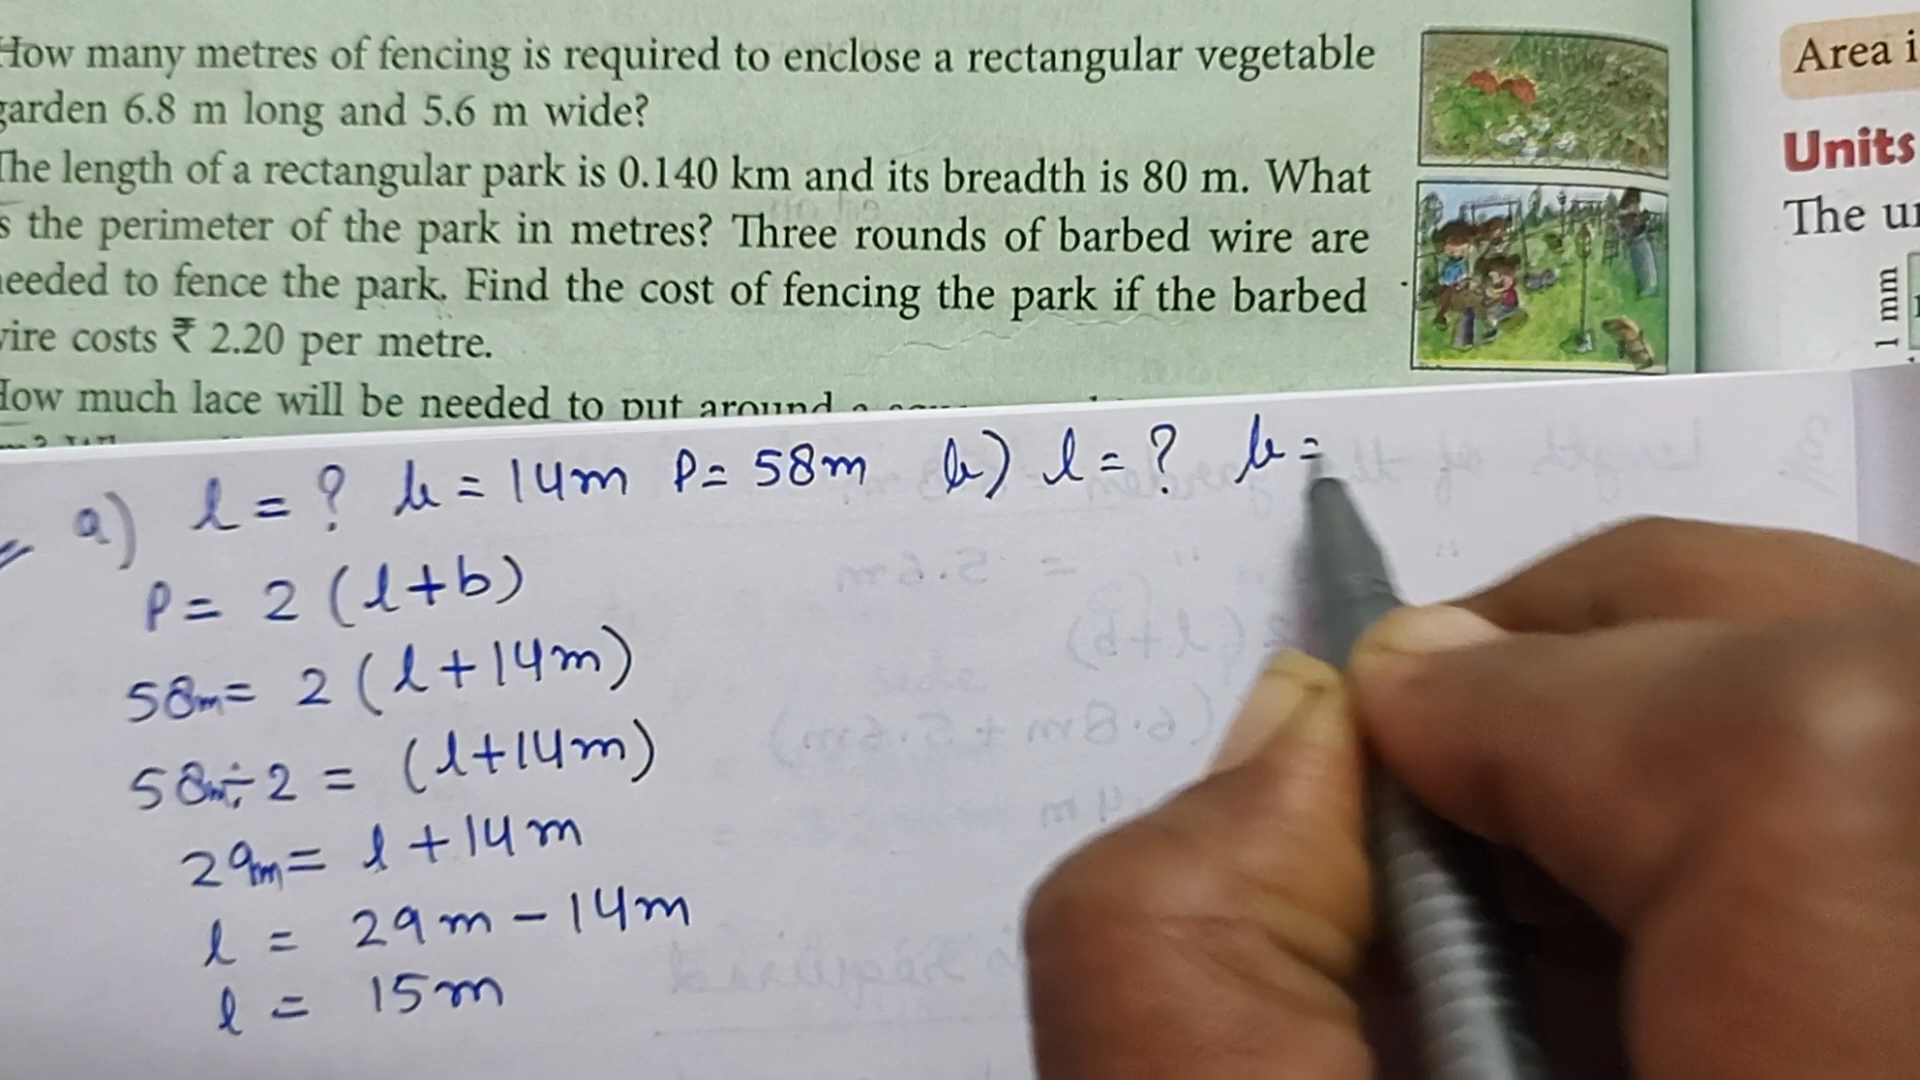 How many metres of fencing is required to enclose a rectangular vegetable
garden 6.8 m long and 5.6 m wide?
The length of a rectangular park is 0.140 km and its breadth is 80 m. What
s the perimeter of the park in metres? Three rounds of barbed wire are
needed to fence the park. Find the cost of fencing the park if the barbed
ire costs ₹ 2.20 per metre.
How much lace will be needed to put around a
Area i
Units
The un
1 mm
a) l = ? b = 14m P = 58m b) l = ? b =
P = 2 (l+b)
58m = 2 (l+14m)
58m÷2 = (l+14m)
29m = l + 14m
l = 29m - 14m
l = 15m